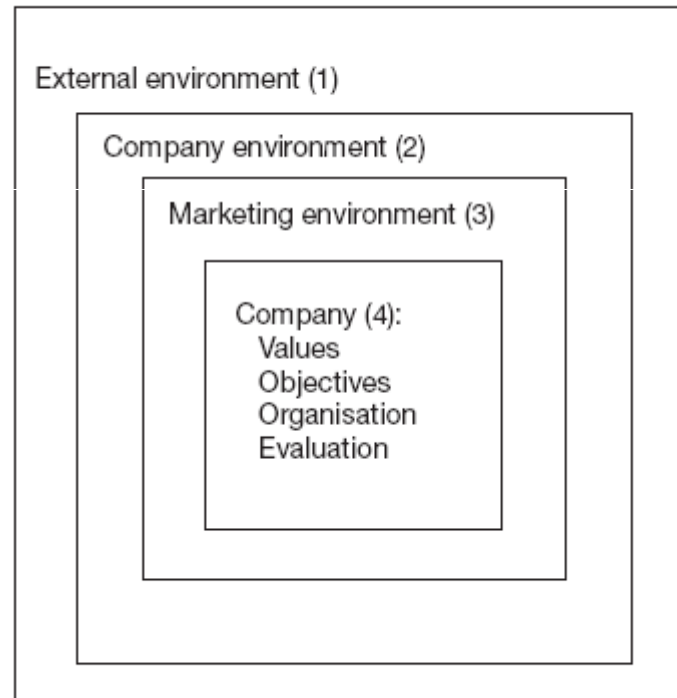 External environment (1)
Company environment (2)
Marketing environment (3)
Company (4):
Values
Objectives
Organisation
Evaluation